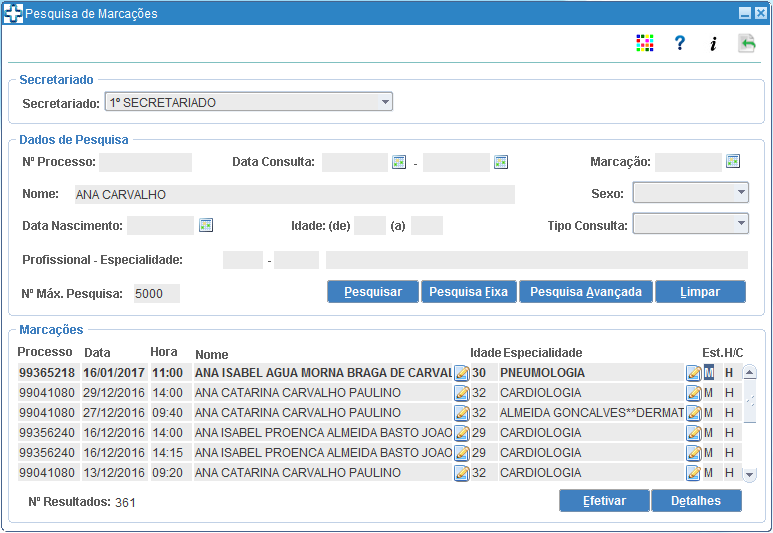 Pesquisa de Marcações
Secretariado
Secretariado: 1º SECRETARIADO
Dados de Pesquisa
Nº Processo: Data Consulta: - Marcação:
Nome: ANA CARVALHO Sexo:
Data Nascimento: Idade: (de) (a) Tipo Consulta:
Profissional - Especialidade: -
Nº Máx. Pesquisa: 5000 Pesquisar Pesquisa Fixa Pesquisa Avançada Limpar
Marcações
Processo Data Hora Nome Idade Especialidade Est. H/C
99365218 16/01/2017 11:00 ANA ISABEL AGUA MORNA BRAGA DE CARVAL 30 PNEUMOLOGIA M H
99041080 29/12/2016 14:00 ANA CATARINA CARVALHO PAULINO 32 CARDIOLOGIA M H
99041080 27/12/2016 09:40 ANA CATARINA CARVALHO PAULINO 32 ALMEIDA GONCALVES**DERMAT M H
99356240 16/12/2016 14:00 ANA ISABEL PROENCA ALMEIDA BASTO JOAO 29 CARDIOLOGIA M H
99356240 16/12/2016 14:15 ANA ISABEL PROENCA ALMEIDA BASTO JOAO 29 CARDIOLOGIA M H
99041080 13/12/2016 09:20 ANA CATARINA CARVALHO PAULINO 32 CARDIOLOGIA M H
Nº Resultados: 361 Efetivar Detalhes